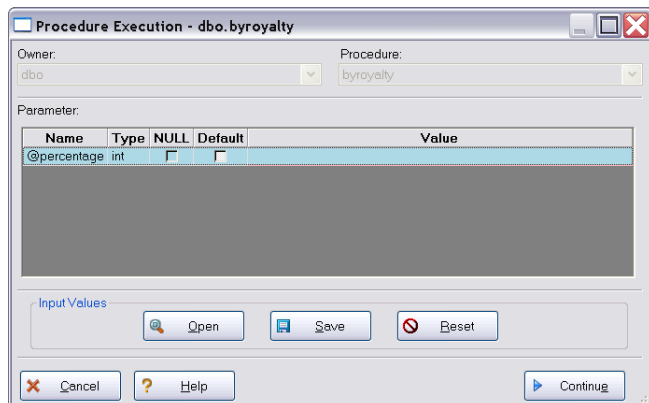 Procedure Execution - dbo.byroyalty
Owner: Procedure:
dbo byroyalty
Parameter:
Name Type NULL Default Value
@percentage int
Input Values
Open Save Reset
Cancel Help Continue